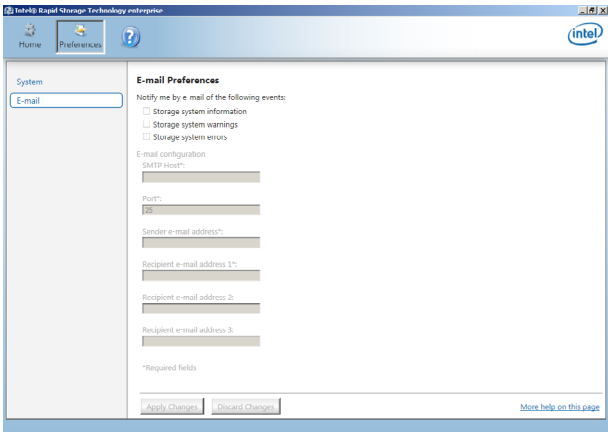 Intel® Rapid Storage Technology enterprise
Home
Preferences
?
intel
System
E-mail
E-mail Preferences
Notify me by e mail of the following events:
Storage system information
Storage system warnings
Storage system errors
E-mail configuration
SMTP Host*:
Port*:
25
Sender e-mail address*:
Recipient e-mail address 1*:
Recipient e-mail address 2:
Recipient e-mail address 3:
*Required fields
Apply Changes
Discard Changes
More help on this page